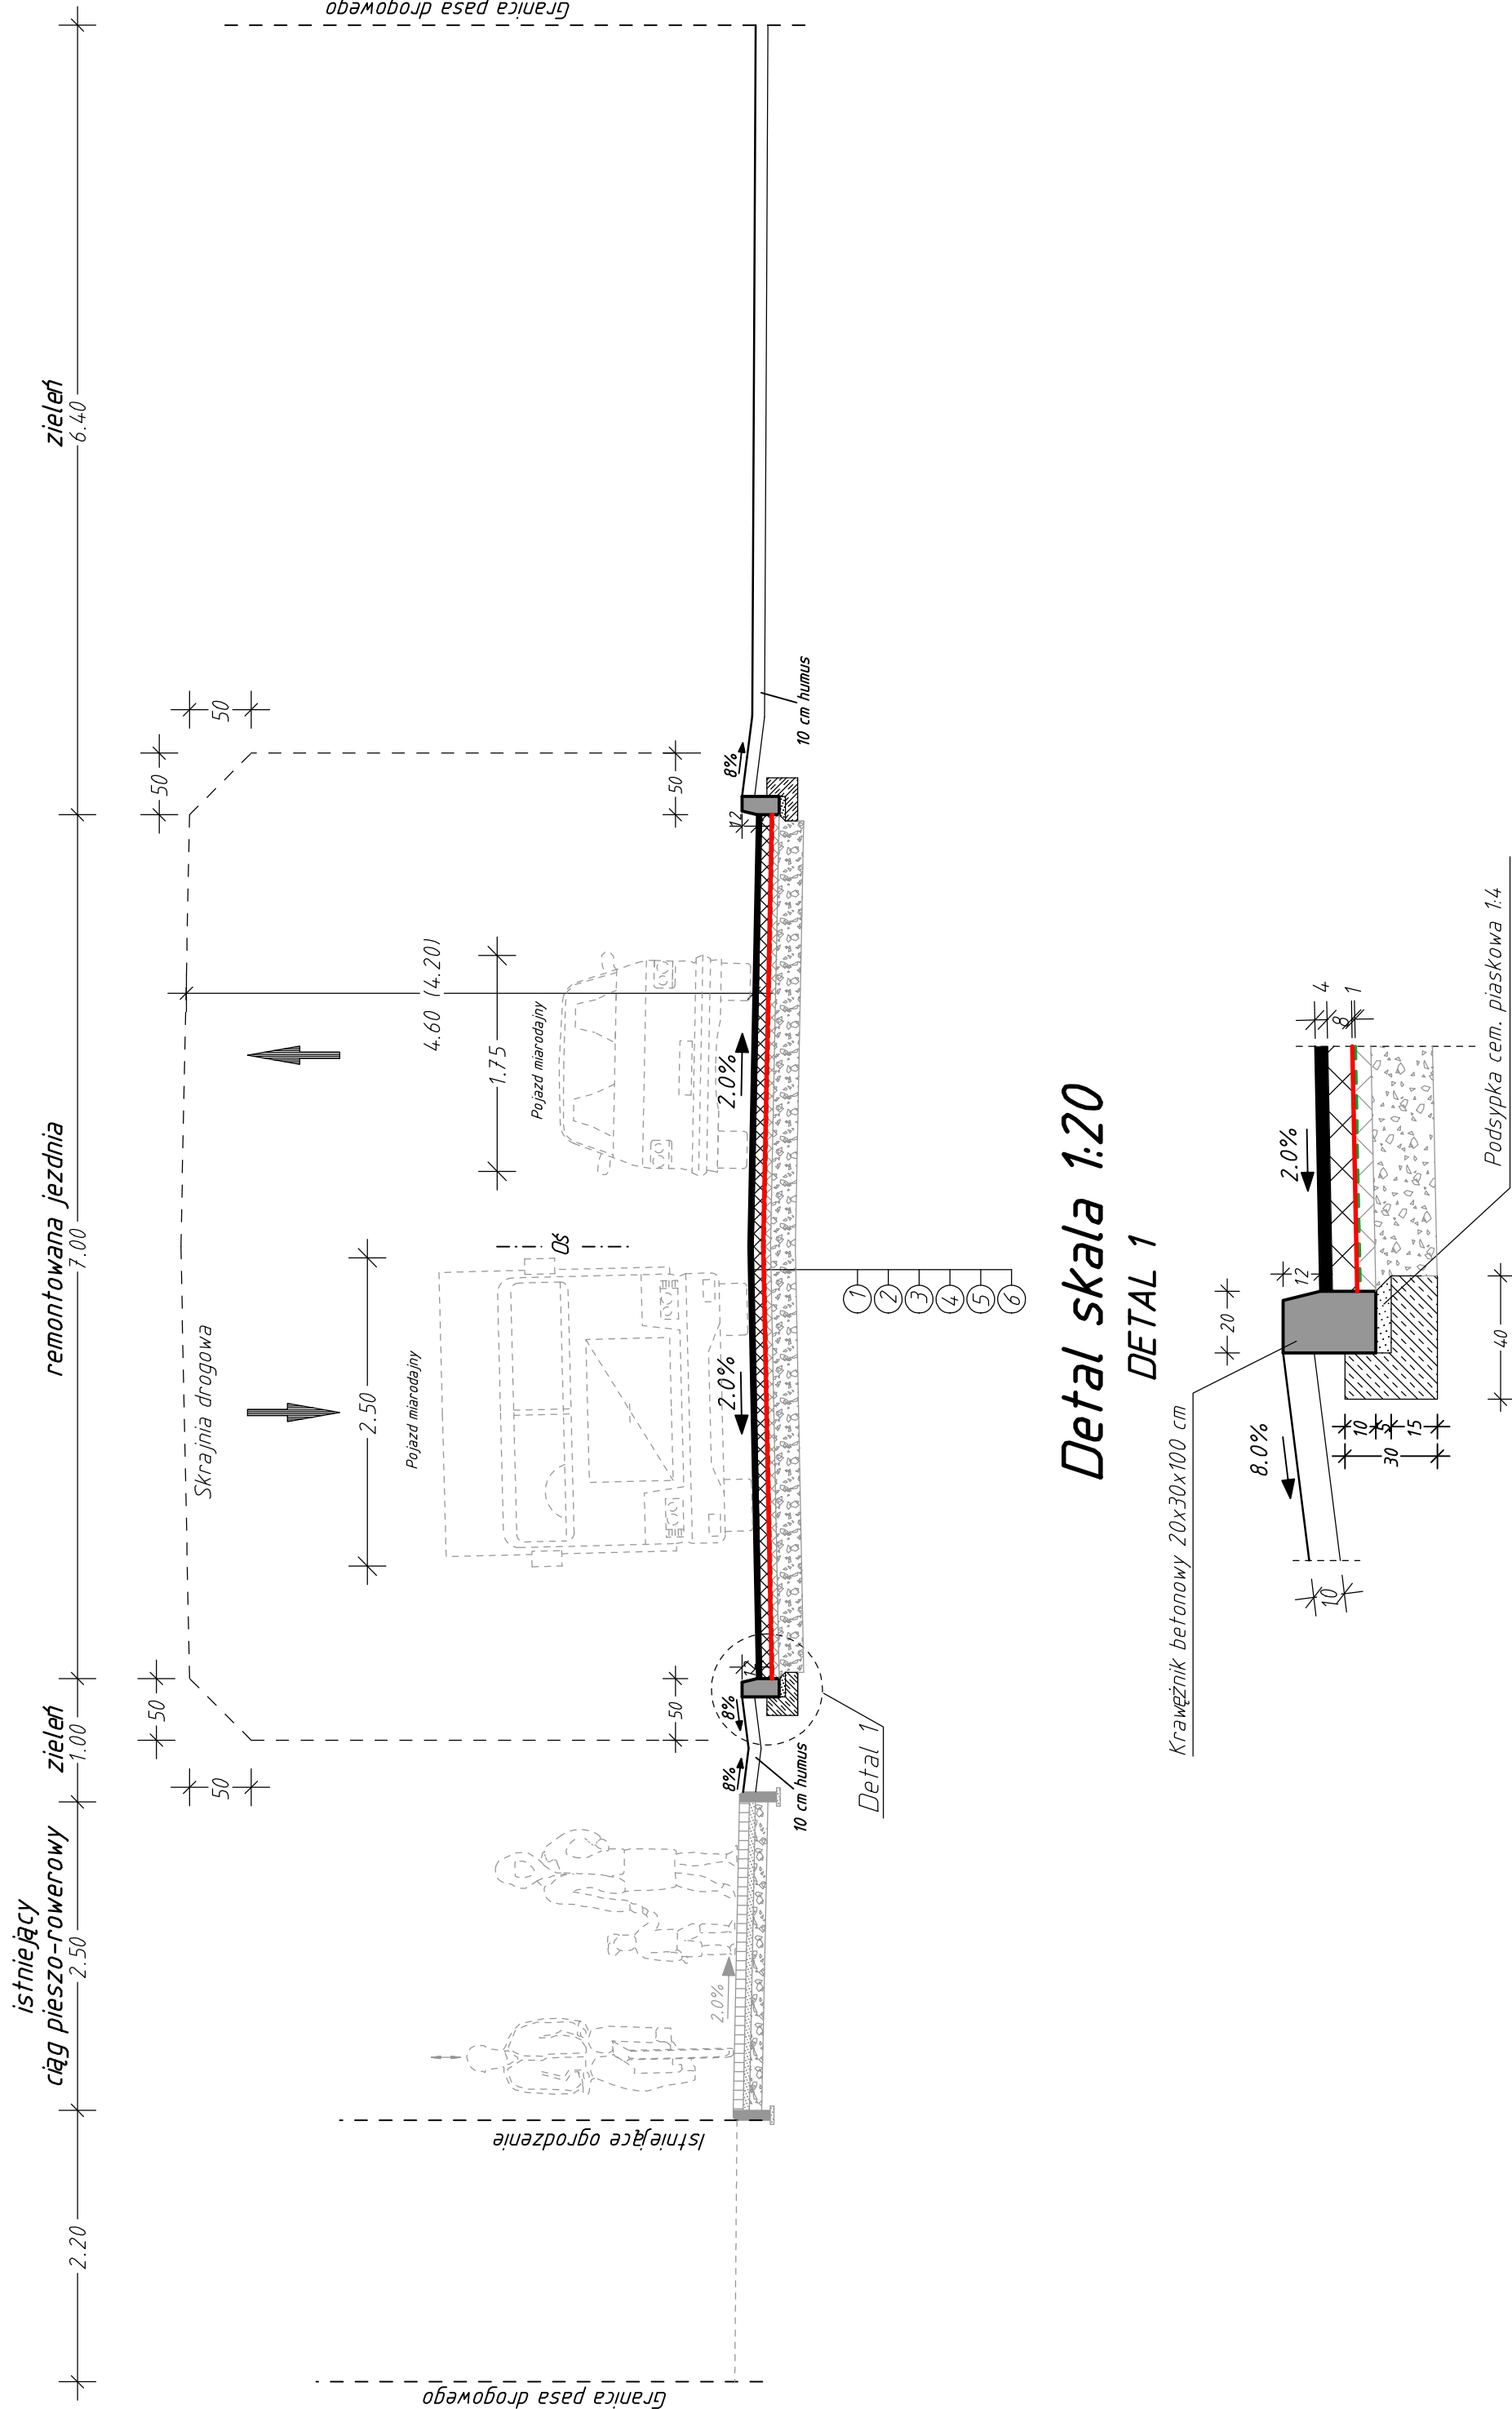 istniejący
ciąg pieszo-rowerowy
zieleń
remontowana jezdnia
zieleń
2.20
2.50
1.00
7.00
6.40
50
50
50
50
Skrajnia drogowa
Granica pasa drogowego
Istniejące ogrodzenie
Granica pasa drogowego
2.50
Pojazd miarodajny
4.60 (4.20)
1.75
Pojazd miarodajny
Oś
50
50
2.0%
8%
8%
12
2.0%
2.0%
12
8%
10 cm humus
10 cm humus
Detal 1
1
2
3
4
5
6
Detal skala 1:20
DETAL 1
Krawężnik betonowy 20x30x100 cm
8.0%
20
12
2.0%
4
8
1
10
10
5
15
30
40
Podsypka cem. piaskowa 1:4